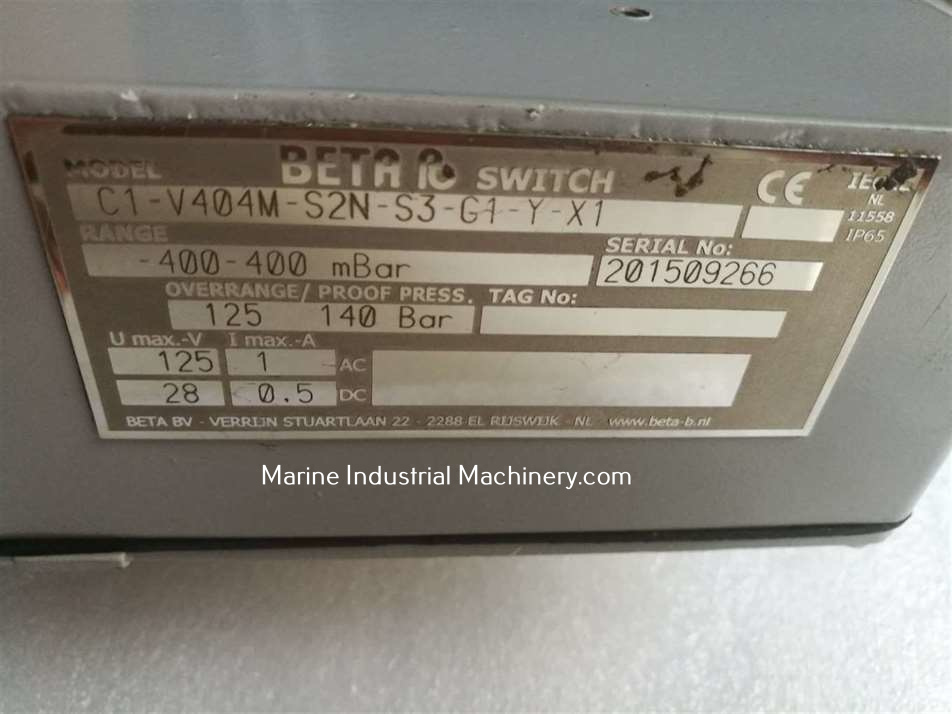 MODEL BETA SWITCH
C1-V404M-S2N-S3-G1-Y-X1
CE
NL
11558
IP65
RANGE
-400-400 mBar
SERIAL No:
201509266
OVERRANGE/ PROOF PRESS. TAG No:
125 140 Bar
U max.-V I max.-A
125 1 AC
28 0.5 DC
BETA BV - VERRIJN STUARTLAAN 22 - 2288 EL RIJSWIJK - NL - www.beta-b.nl
Marine Industrial Machinery.com